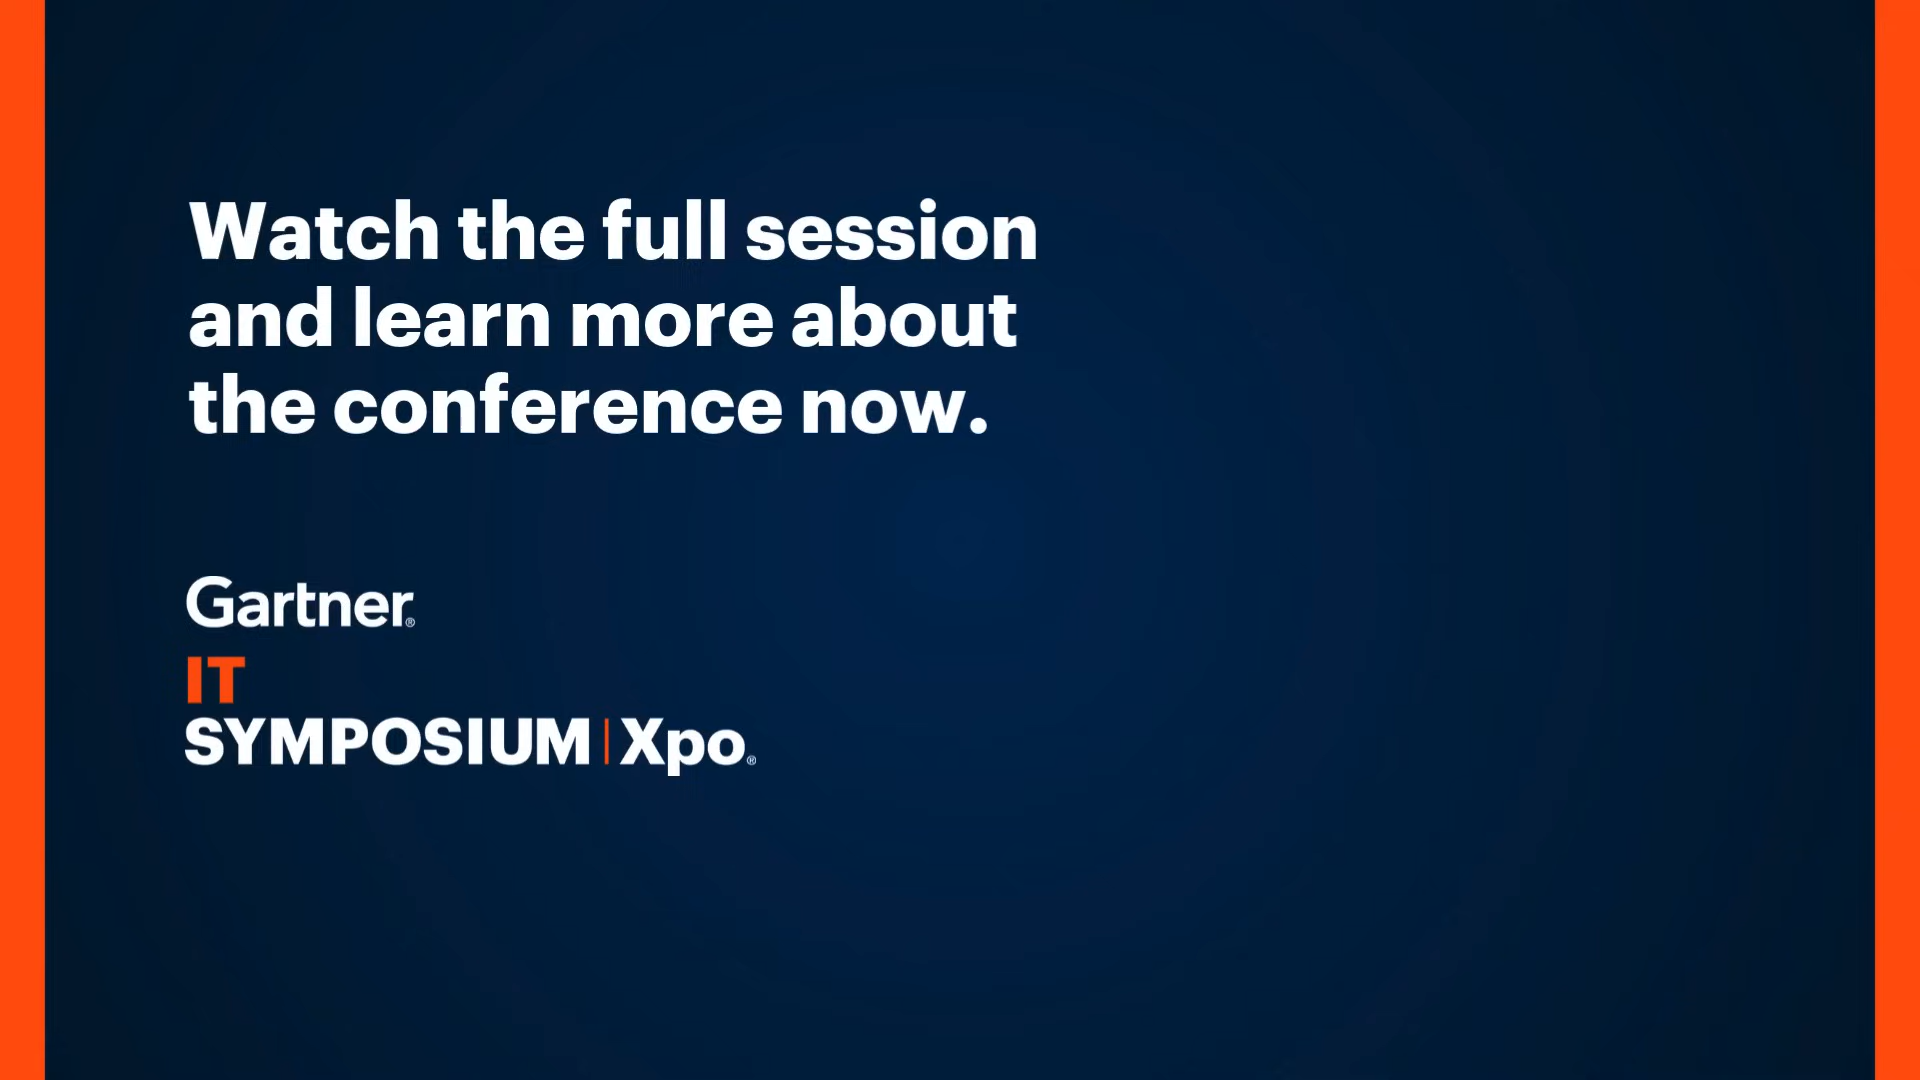 Watch the full session
and learn more about
the conference now.
Gartner®
IT
SYMPOSIUM | Xpo®